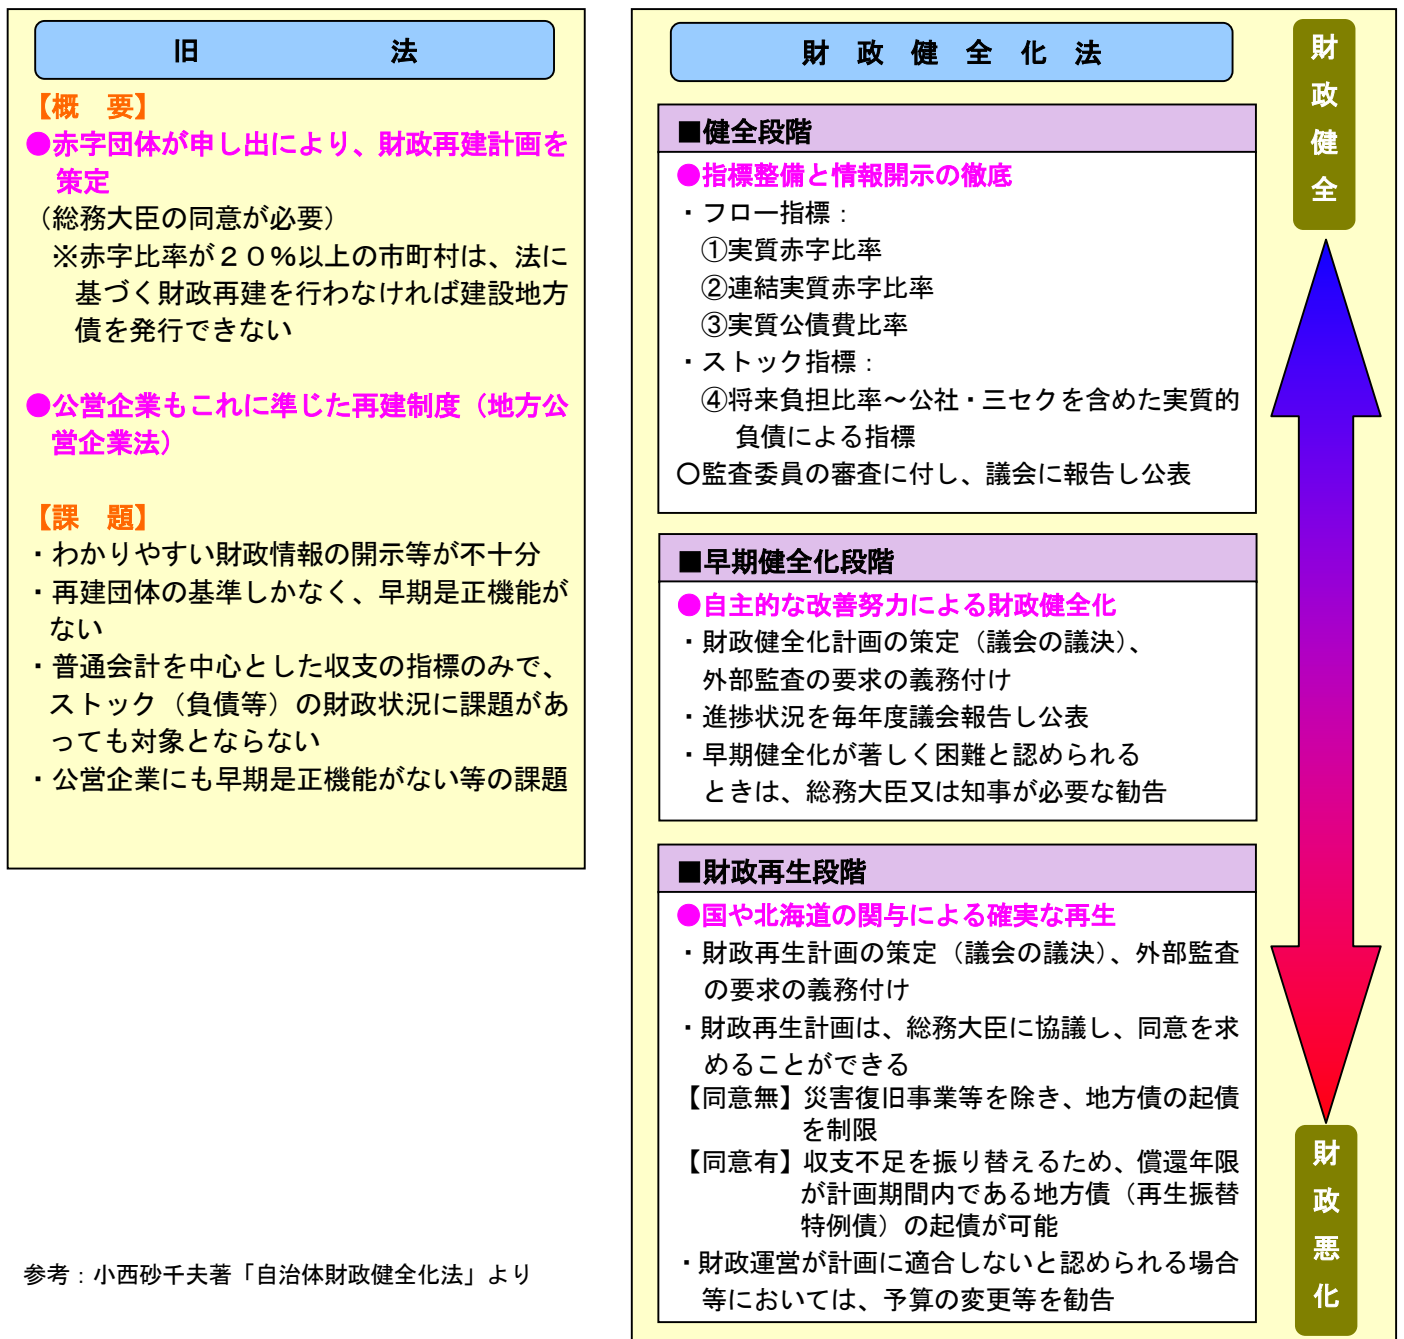 旧　法
【概　要】
●赤字団体が申し出により、財政再建計画を
策定
（総務大臣の同意が必要）
※赤字比率が２０％以上の市町村は、法に
基づく財政再建を行わなければ建設地方
債を発行できない
●公営企業もこれに準じた再建制度（地方公
営企業法）
【課　題】
・わかりやすい財政情報の開示等が不十分
・再建団体の基準しかなく、早期是正機能が
ない
・普通会計を中心とした収支の指標のみで、
ストック（負債等）の財政状況に課題があ
っても対象とならない
・公営企業にも早期是正機能がない等の課題
参考：小西砂千夫著「自治体財政健全化法」より
財　政　健　全　化　法
■健全段階
●指標整備と情報開示の徹底
・フロー指標：
①実質赤字比率
②連結実質赤字比率
③実質公債費比率
・ストック指標：
④将来負担比率～公社・三セクを含めた実質的
負債による指標
○監査委員の審査に付し、議会に報告し公表
■早期健全化段階
●自主的な改善努力による財政健全化
・財政健全化計画の策定（議会の議決）、
外部監査の要求の義務付け
・進捗状況を毎年度議会報告し公表
・早期健全化が著しく困難と認められる
ときは、総務大臣又は知事が必要な勧告
■財政再生段階
●国や北海道の関与による確実な再生
・財政再生計画の策定（議会の議決）、外部監査
の要求の義務付け
・財政再生計画は、総務大臣に協議し、同意を求
めることができる
【同意無】災害復旧事業等を除き、地方債の起債
を制限
【同意有】収支不足を振り替えるため、償還年限
が計画期間内である地方債（再生振替
特例債）の起債が可能
・財政運営が計画に適合しないと認められる場合
等においては、予算の変更等を勧告
財政健全
財政悪化